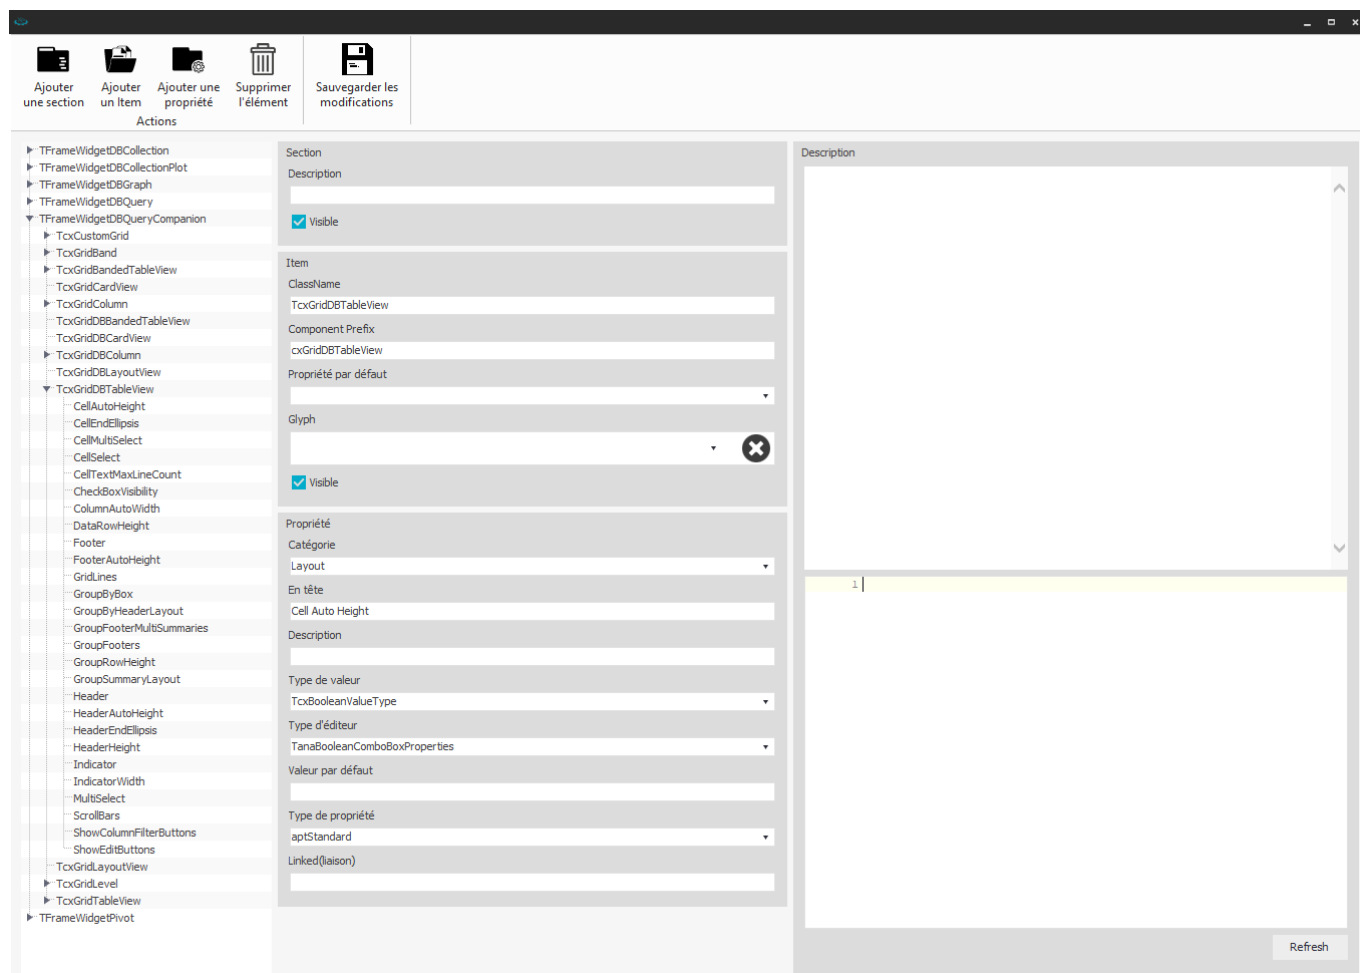 Ajouter
une section
Ajouter
un Item
Ajouter une
propriété
Supprimer
l'élément
Sauvegarder les
modifications
Actions
TFrameWidgetDBCollection
TFrameWidgetDBCollectionPlot
TFrameWidgetDBGraph
TFrameWidgetDBQuery
TFrameWidgetDBQueryCompanion
TcxCustomGrid
TcxGridBand
TcxGridBandedTableView
TcxGridCardView
TcxGridColumn
TcxGridDBBandedTableView
TcxGridDBCardView
TcxGridDBColumn
TcxGridDBLayoutView
TcxGridDBTableView
CellAutoHeight
CellEndEllipsis
CellMultiSelect
CellSelect
CellTextMaxLineCount
CheckBoxVisibility
ColumnAutoWidth
DataRowHeight
Footer
FooterAutoHeight
GridLines
GroupByBox
GroupByHeaderLayout
GroupFooterMultiSummaries
GroupFooters
GroupRowHeight
GroupSummaryLayout
Header
HeaderAutoHeight
HeaderEndEllipsis
HeaderHeight
Indicator
IndicatorWidth
MultiSelect
ScrollBars
ShowColumnFilterButtons
ShowEditButtons
TcxGridLayoutView
TcxGridLevel
TcxGridTableView
TFrameWidgetPivot
Section
Description
Visible
Item
ClassName
TcxGridDBTableView
Component Prefix
cxGridDBTableView
Propriété par défaut
Glyph
Visible
Propriété
Catégorie
Layout
En tête
Cell Auto Height
Description
Type de valeur
TcxBooleanValueType
Type d'éditeur
TanaBooleanComboBoxProperties
Valeur par défaut
Type de propriété
aptStandard
Linked(liaison)
Description
1
Refresh